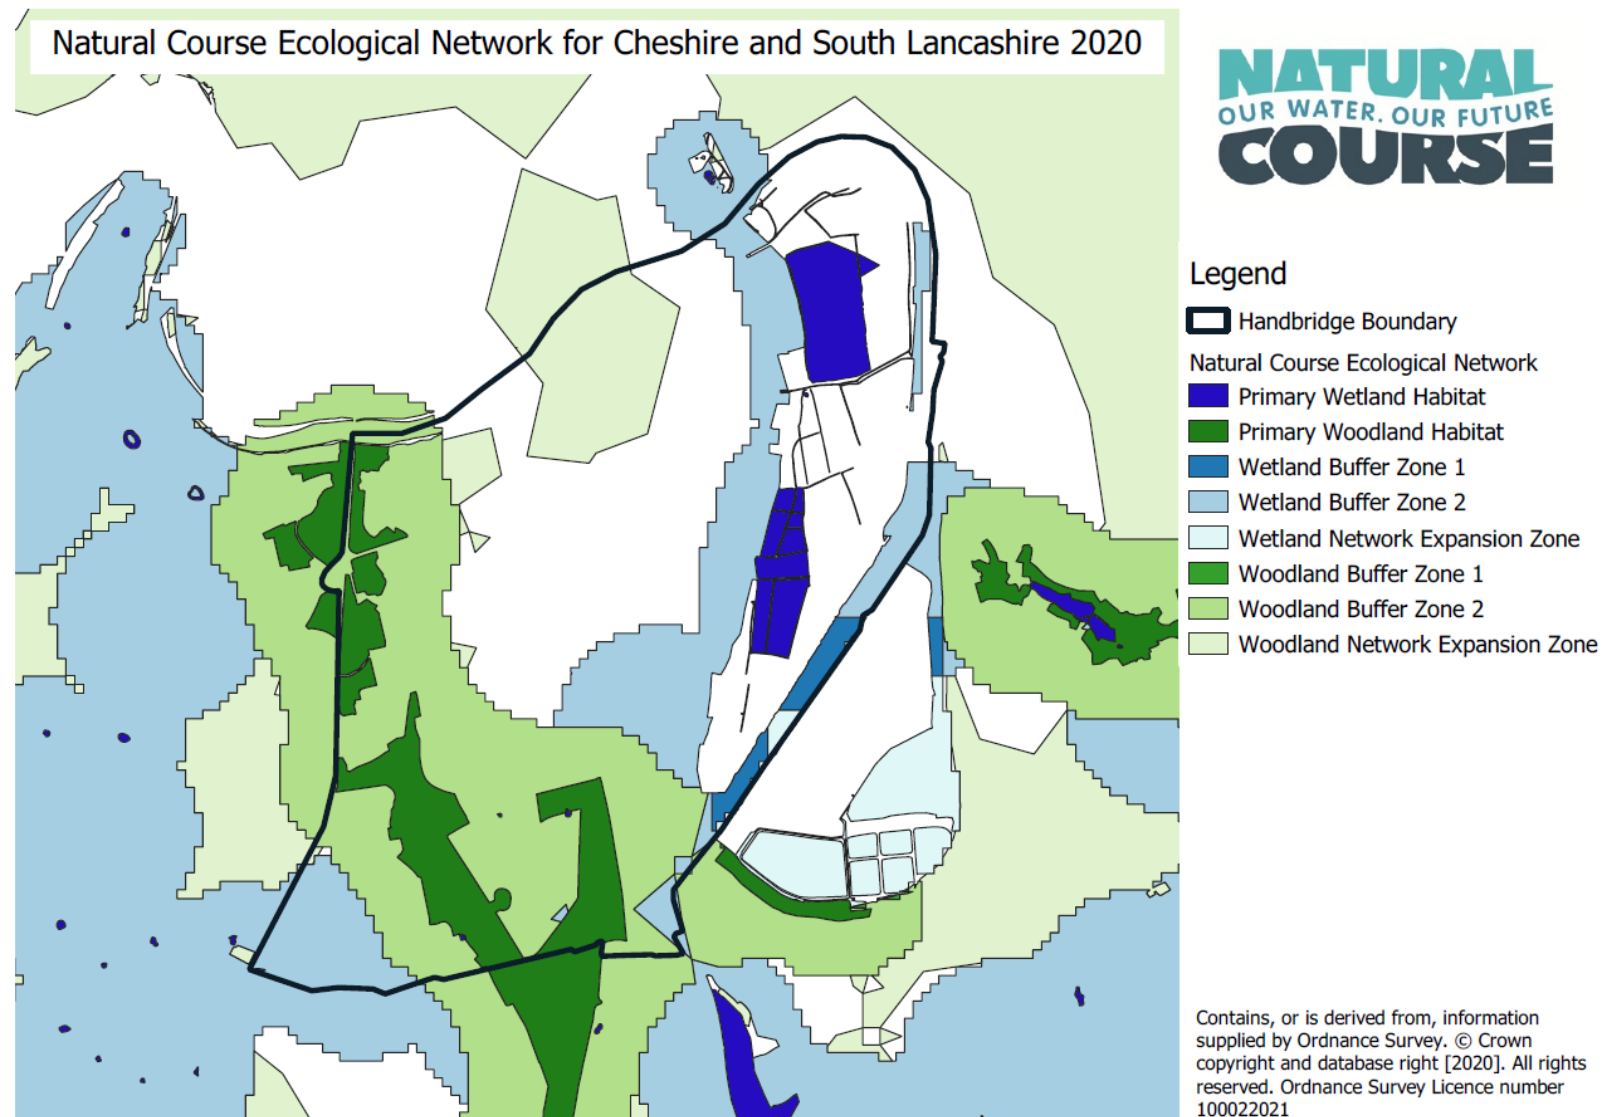 Natural Course Ecological Network for Cheshire and South Lancashire 2020
NATURAL
OUR WATER. OUR FUTURE
COURSE
Legend
Handbridge Boundary
Natural Course Ecological Network
Primary Wetland Habitat
Primary Woodland Habitat
Wetland Buffer Zone 1
Wetland Buffer Zone 2
Wetland Network Expansion Zone
Woodland Buffer Zone 1
Woodland Buffer Zone 2
Woodland Network Expansion Zone
Contains, or is derived from, information
supplied by Ordnance Survey. © Crown
copyright and database right [2020]. All rights
reserved. Ordnance Survey Licence number
100022021